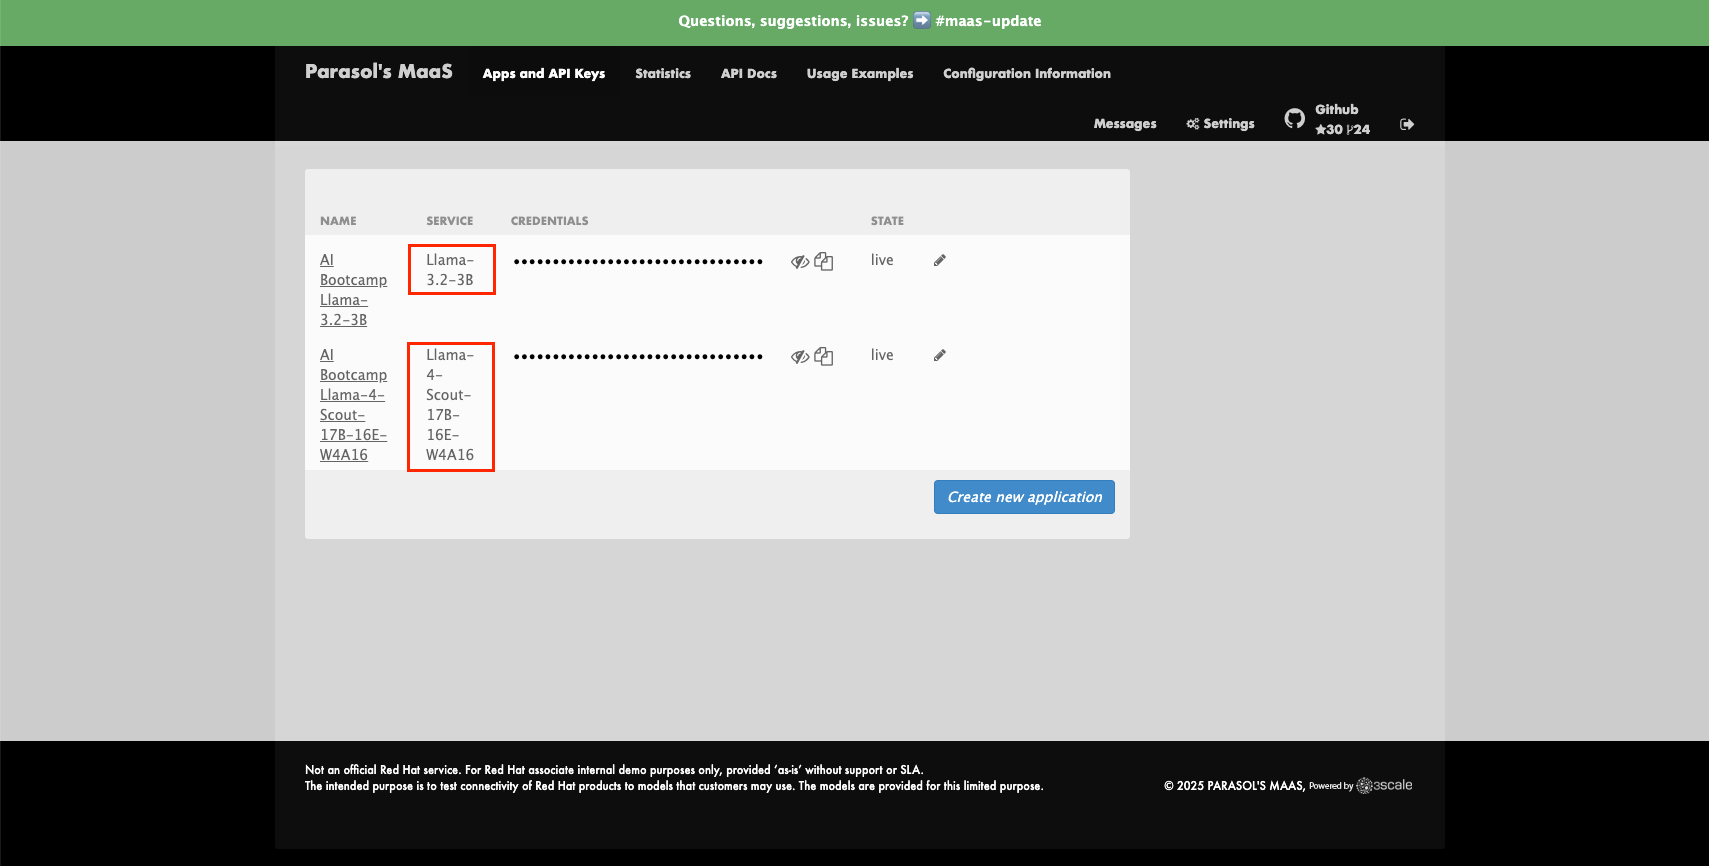 Questions, suggestions, issues? ➡️ #maas-update
Parasol's MaaS
Apps and API Keys
Statistics
API Docs
Usage Examples
Configuration Information
Messages
Settings
Github
★30 24
NAME
SERVICE
CREDENTIALS
STATE
AI
Bootcamp
Llama-
3.2-3B
Llama-
3.2-3B
••••••••••••••••••••••••••••••••
live
AI
Bootcamp
Llama-4-
Scout-
17B-16E-
W4A16
Llama-
4-
Scout-
17B-
16E-
W4A16
••••••••••••••••••••••••••••••••
live
Create new application
Not an official Red Hat service. For Red Hat associate internal demo purposes only, provided ‘as-is’ without support or SLA.
The intended purpose is to test connectivity of Red Hat products to models that customers may use. The models are provided for this limited purpose.
© 2025 PARASOL'S MAAS, Powered by 3scale